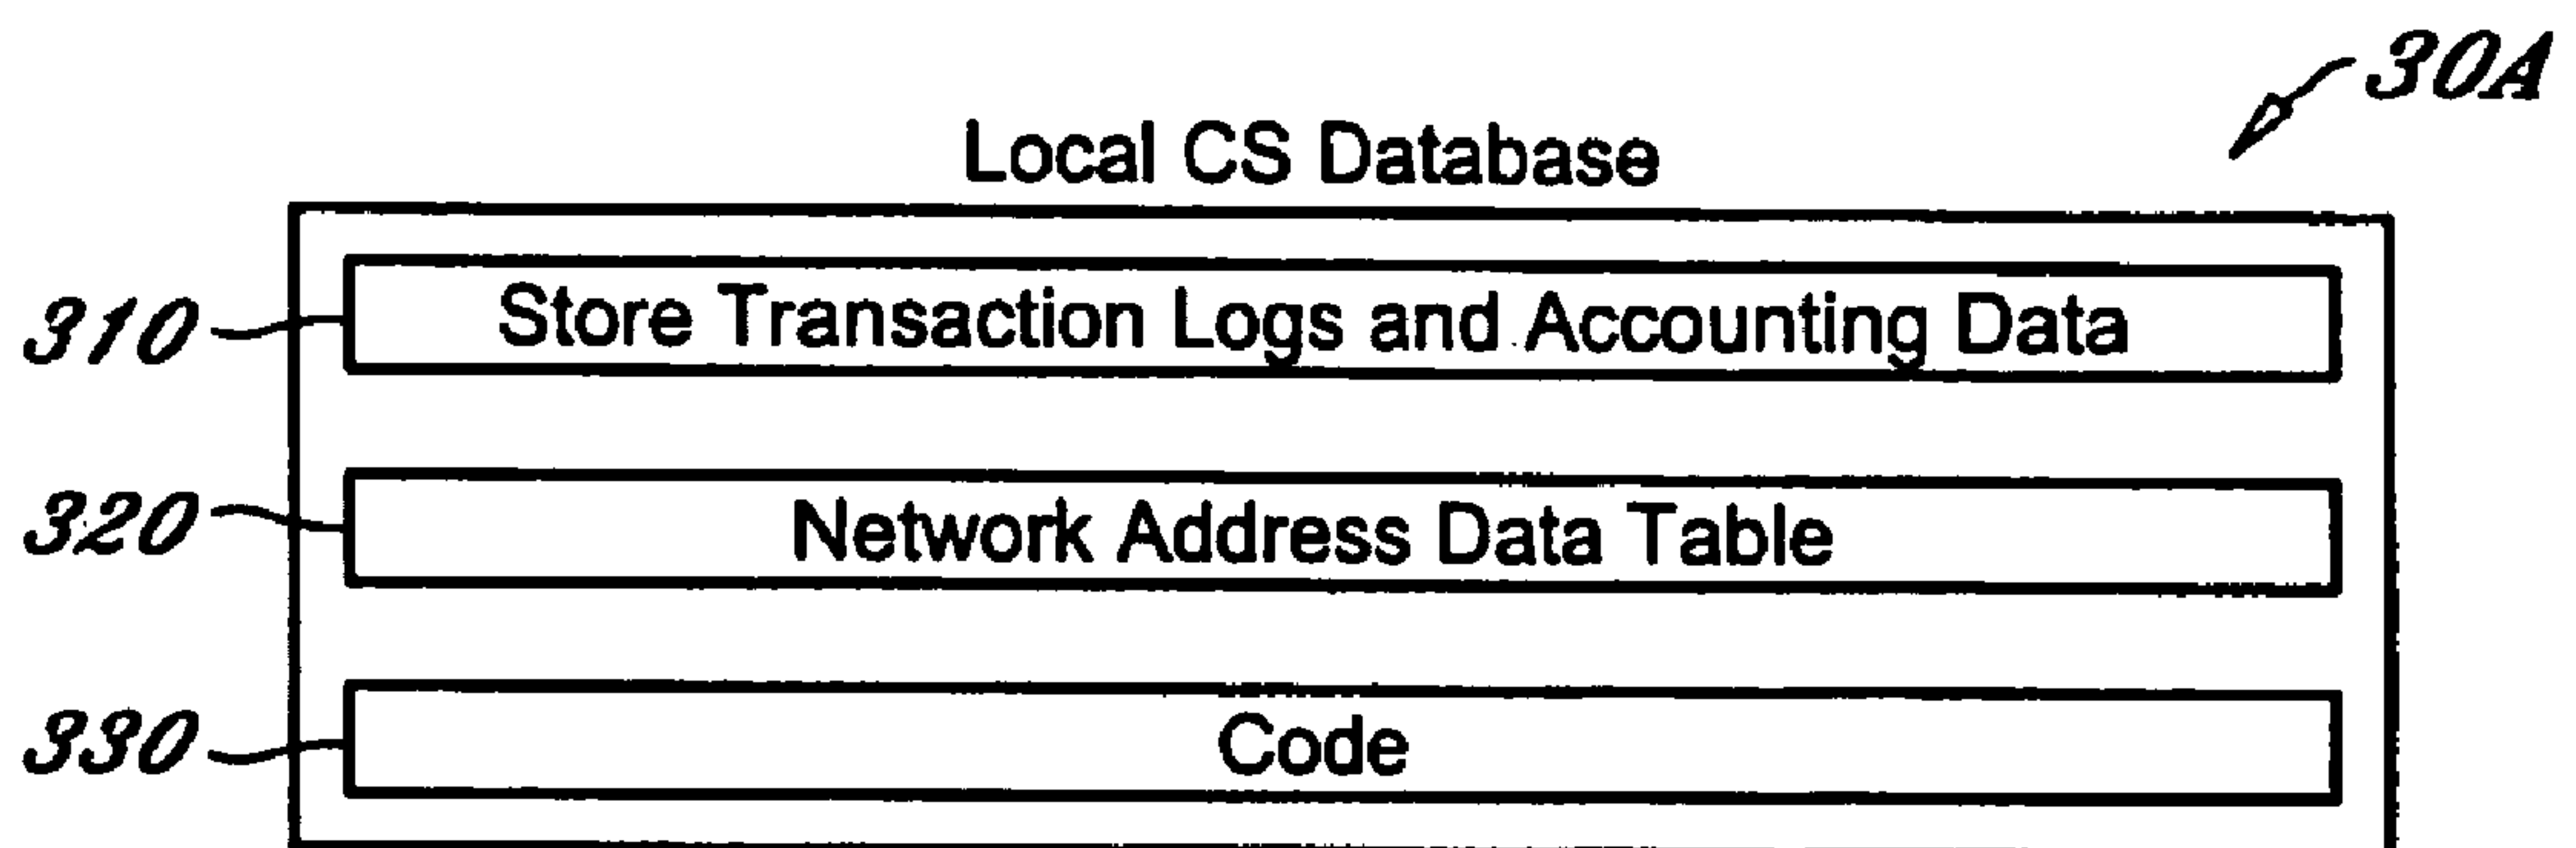 30A
Local CS Database
310 Store Transaction Logs and Accounting Data
320 Network Address Data Table
330 Code